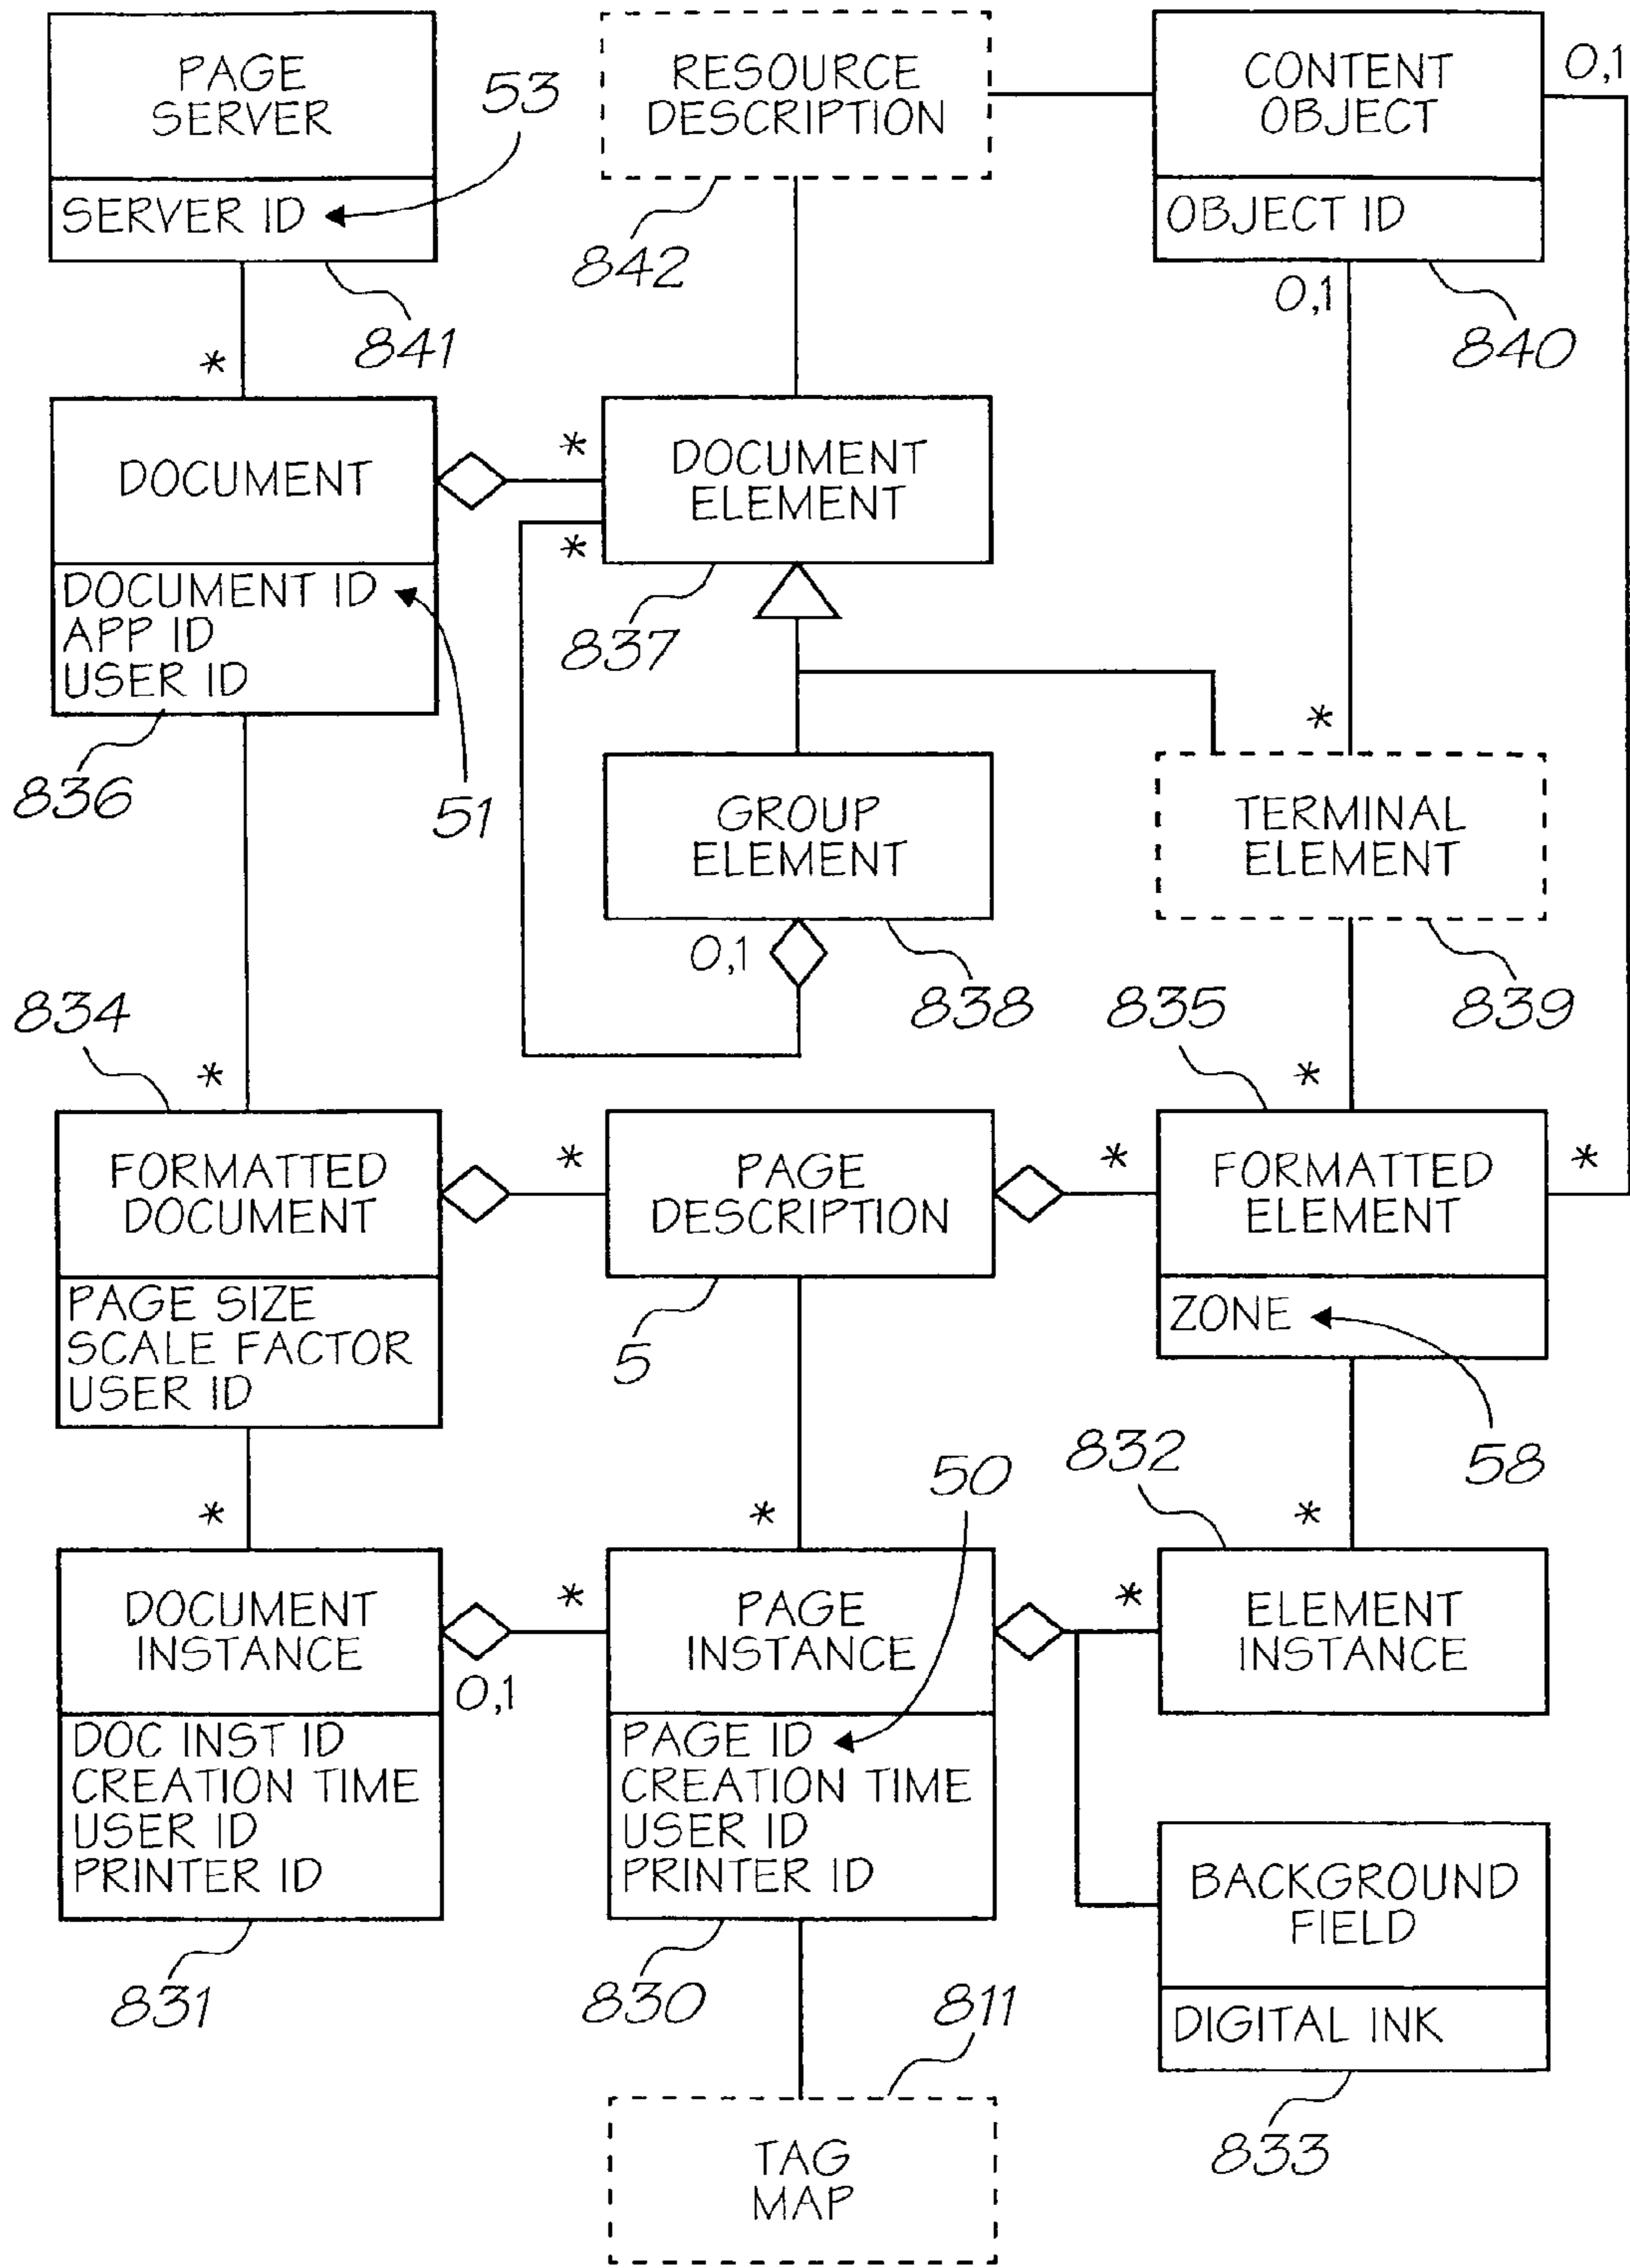 PAGE
SERVER
SERVER ID
53
841
*
RESOURCE
DESCRIPTION
842
CONTENT
OBJECT
OBJECT ID
0,1
0,1
840
DOCUMENT
DOCUMENT ID
APP ID
USER ID
836
51
*
*
DOCUMENT
ELEMENT
837
GROUP
ELEMENT
0,1
838
*
TERMINAL
ELEMENT
839
834
*
FORMATTED
DOCUMENT
PAGE SIZE
SCALE FACTOR
USER ID
*
PAGE
DESCRIPTION
5
835
*
*
*
FORMATTED
ELEMENT
ZONE
58
*
DOCUMENT
INSTANCE
0,1
DOC INST ID
CREATION TIME
USER ID
PRINTER ID
831
*
*
50
PAGE
INSTANCE
PAGE ID
CREATION TIME
USER ID
PRINTER ID
830
832
*
*
ELEMENT
INSTANCE
BACKGROUND
FIELD
DIGITAL INK
833
811
TAG
MAP